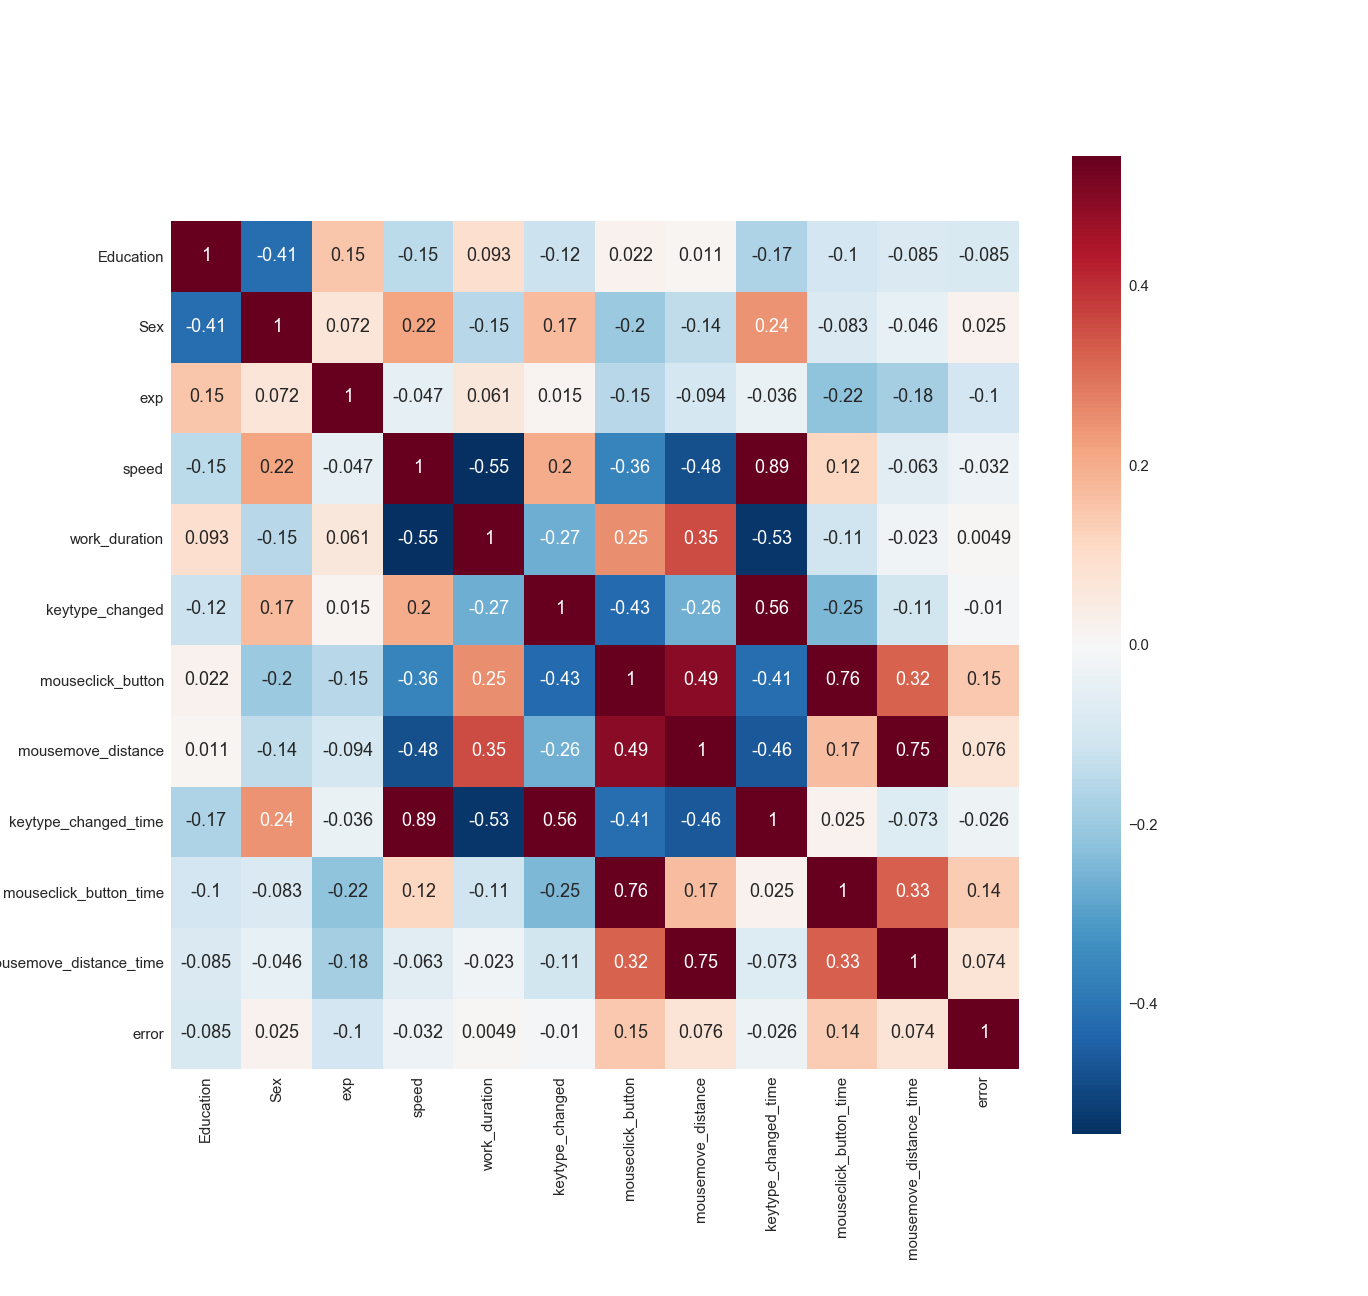 Education 1 -0.41 0.15 -0.15 0.093 -0.12 0.022 0.011 -0.17 -0.1 -0.085 -0.085
Sex -0.41 1 0.072 0.22 -0.15 0.17 -0.2 -0.14 0.24 -0.083 -0.046 0.025
exp 0.15 0.072 1 -0.047 0.061 0.015 -0.15 -0.094 -0.036 -0.22 -0.18 -0.1
speed -0.15 0.22 -0.047 1 -0.55 0.2 -0.36 -0.48 0.89 0.12 -0.063 -0.032
work_duration 0.093 -0.15 0.061 -0.55 1 -0.27 0.25 0.35 -0.53 -0.11 -0.023 0.0049
keytype_changed -0.12 0.17 0.015 0.2 -0.27 1 -0.43 -0.26 0.56 -0.25 -0.11 -0.01
mouseclick_button 0.022 -0.2 -0.15 -0.36 0.25 -0.43 1 0.49 -0.41 0.76 0.32 0.15
mousemove_distance 0.011 -0.14 -0.094 -0.48 0.35 -0.26 0.49 1 -0.46 0.17 0.75 0.076
keytype_changed_time -0.17 0.24 -0.036 0.89 -0.53 0.56 -0.41 -0.46 1 0.025 -0.073 -0.026
mouseclick_button_time -0.1 -0.083 -0.22 0.12 -0.11 -0.25 0.76 0.17 0.025 1 0.33 0.14
usemove_distance_time -0.085 -0.046 -0.18 -0.063 -0.023 -0.11 0.32 0.75 -0.073 0.33 1 0.074
error -0.085 0.025 -0.1 -0.032 0.0049 -0.01 0.15 0.076 -0.026 0.14 0.074 1
Education
Sex
exp
speed
work_duration
keytype_changed
mouseclick_button
mousemove_distance
keytype_changed_time
mouseclick_button_time
mousemove_distance_time
error
0.4
0.2
0.0
−0.2
−0.4